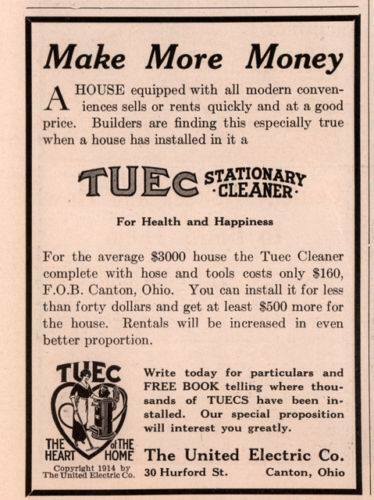 Make More Money
A HOUSE equipped with all modern conven-
iences sells or rents quickly and at a good
price. Builders are finding this especially true
when a house has installed in it a
TUEC STATIONARY
·CLEANER·
For Health and Happiness
For the average $3000 house the Tuec Cleaner
complete with hose and tools costs only $160,
F.O.B. Canton, Ohio. You can install it for less
than forty dollars and get at least $500 more for
the house. Rentals will be increased in even
better proportion.
TUEC
THE HEART of THE HOME
Copyright 1914 by
The United Electric Co.
Write today for particulars and
FREE BOOK telling where thou-
sands of TUECS have been in-
stalled. Our special proposition
will interest you greatly.
The United Electric Co.
30 Hurford St. Canton, Ohio